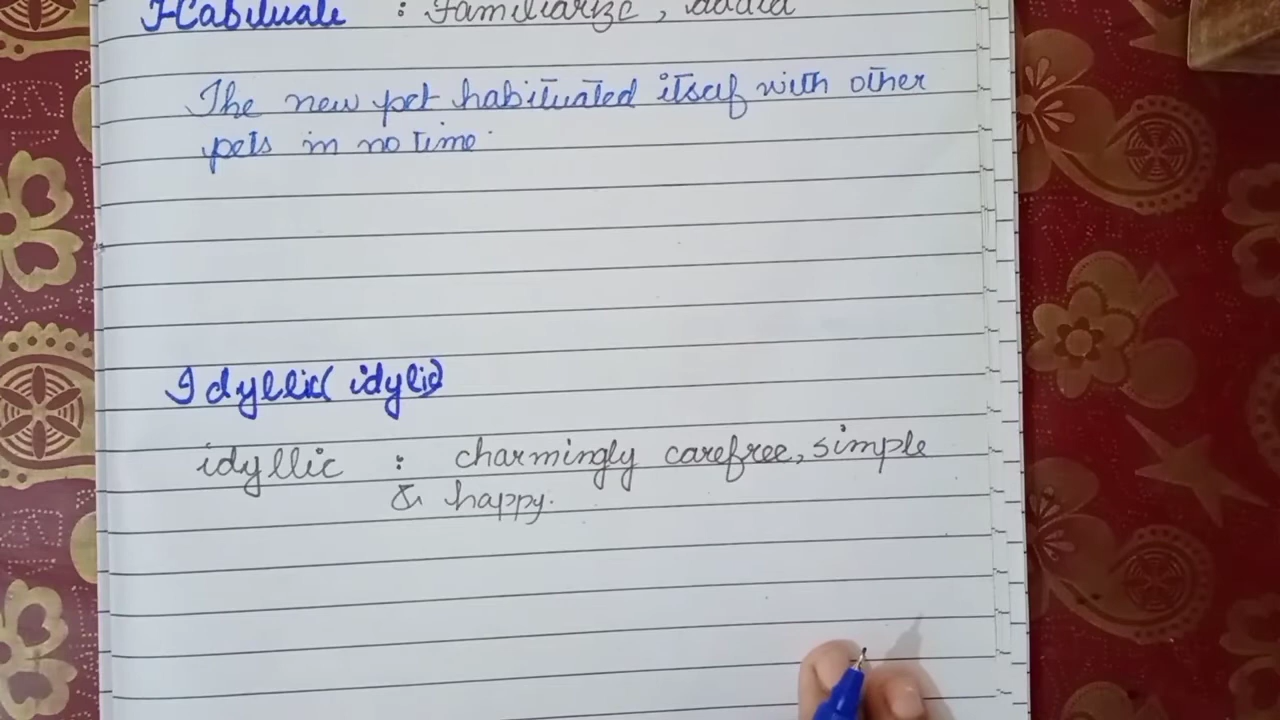 Habituate : Familiarize,
The new pet habituated itself with other
pets in no time.
Idyllic( idylic)
idyllic : charmingly carefree, simple
& happy.